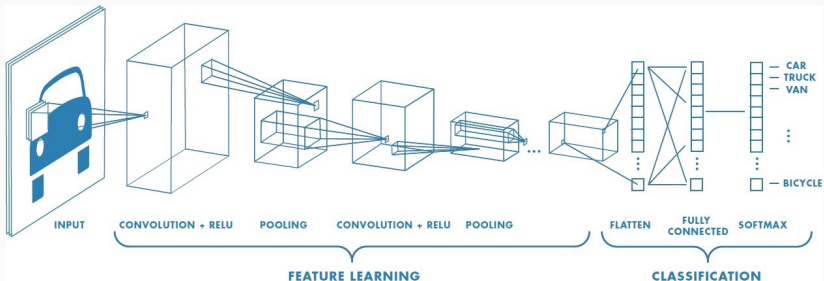 CAR
TRUCK
VAN
BICYCLE
INPUT
CONVOLUTION + RELU
POOLING
CONVOLUTION + RELU
POOLING
FLATTEN
FULLY
CONNECTED
SOFTMAX
FEATURE LEARNING
CLASSIFICATION